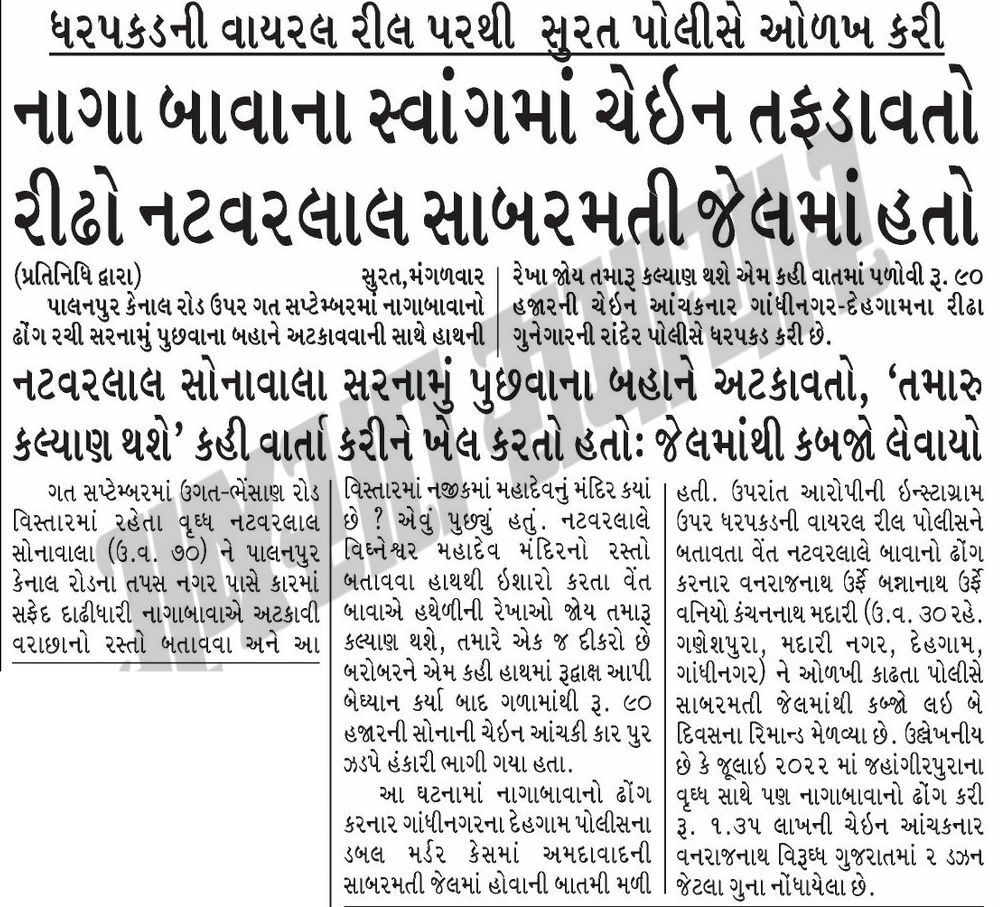 ધરપકડની વાયરલ રીલ પરથી સુરત પોલીસે ઓળખ કરી
નાગા બાવાના સ્વાંગમાં ચેઇન તફડાવતો
રીઢો નટવરલાલ સાબરમતી જેલમાં હતો
(પ્રતિનિધિ દ્વારા) સુરત,મંગળવાર
પાલનપુર કેનાલ રોડ ઉપર ગત સપ્ટેમ્બરમાં નાગાબાવાનો
ઢોંગ રચી સરનામું પુછવાના બહાને અટકાવવાની સાથે હાથની
રેખા જોય તમારૂ કલ્યાણ થશે એમ કહી વાતમાં પળોવી રૂ. ૯૦
હજારની ચેઇન આંચકનાર ગાંધીનગર-દેહગામના રીઢા
ગુનેગારની રાંદેર પોલીસે ધરપકડ કરી છે.
નટવરલાલ સોનાવાલા સરનામું પુછવાના બહાને અટકાવતો, ‘તમારુ
કલ્યાણ થશે’ કહી વાર્તા કરીને ખેલ કરતો હતો: જેલમાંથી કબજો લેવાયો
ગત સપ્ટેમ્બરમાં ઉગત-ભેંસાણ રોડ
વિસ્તારમાં રહેતા વૃધ્ધ નટવરલાલ
સોનાવાલા (ઉ.વ. ૭૦) ને પાલનપુર
કેનાલ રોડના તપસ નગર પાસે કારમાં
સફેદ દાઢીધારી નાગાબાવાએ અટકાવી
વરાછાનો રસ્તો બતાવવા અને આ
વિસ્તારમાં નજીકમાં મહાદેવનું મંદિર કયાં
છે ? એવું પુછ્યું હતું. નટવરલાલે
વિઘ્નેશ્વર મહાદેવ મંદિરનો રસ્તો
બતાવવા હાથથી ઇશારો કરતા વેંત
બાવાએ હથેળીની રેખાઓ જોય તમારૂ
કલ્યાણ થશે, તમારે એક જ દીકરો છે
બરોબરને એમ કહી હાથમાં રૂદ્વાક્ષ આપી
બેધ્યાન કર્યા બાદ ગળામાંથી રૂ. ૯૦
હજારની સોનાની ચેઇન આંચકી કાર પુર
ઝડપે હંકારી ભાગી ગયા હતા.
આ ઘટનામાં નાગાબાવાનો ઢોંગ
કરનાર ગાંધીનગરના દેહગામ પોલીસના
ડબલ મર્ડર કેસમાં અમદાવાદની
સાબરમતી જેલમાં હોવાની બાતમી મળી
હતી. ઉપરાંત આરોપીની ઇન્સ્ટાગ્રામ
ઉપર ધરપકડની વાયરલ રીલ પોલીસને
બતાવતા વેંત નટવરલાલે બાવાનો ઢોંગ
કરનાર વનરાજનાથ ઉર્ફે બન્નાનાથ ઉર્ફે
વનિયો કંચનનાથ મદારી (ઉ.વ. ૩૦ રહે.
ગણેશપુરા, મદારી નગર, દેહગામ,
ગાંધીનગર) ને ઓળખી કાઢતા પોલીસે
સાબરમતી જેલમાંથી કબ્જો લઇ બે
દિવસના રિમાન્ડ મેળવ્યા છે. ઉલ્લેખનીય
છે કે જૂલાઇ ૨૦૨૨ માં જહાંગીરપુરાના
વૃધ્ધ સાથે પણ નાગાબાવાનો ઢોંગ કરી
રૂ. ૧.૩૫ લાખની ચેઇન આંચકનાર
વનરાજનાથ વિરૂધ્ધ ગુજરાતમાં ૨ ડઝન
જેટલા ગુના નોંધાયેલા છે.